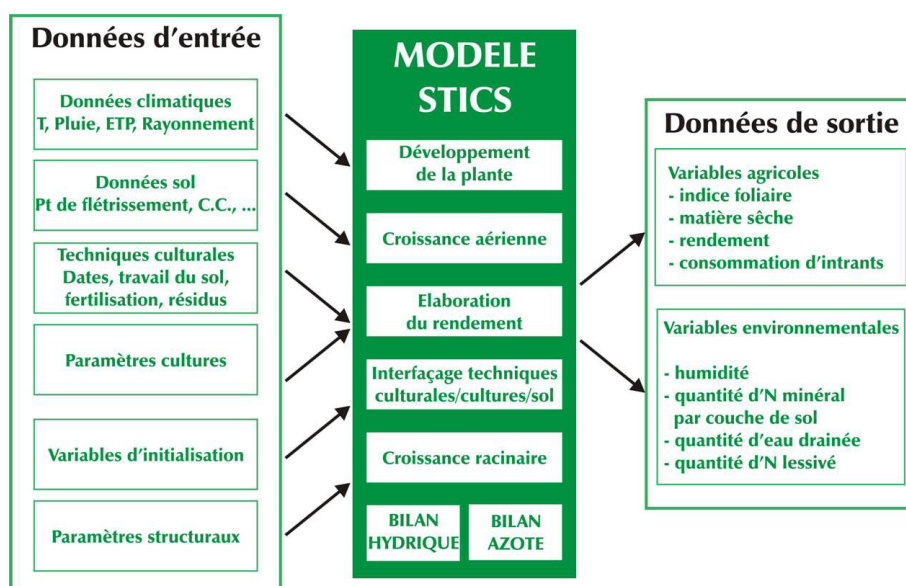 Données d'entrée
Données climatiques
T, Pluie, ETP, Rayonnement
Données sol
Pt de flétrissement, C.C., ...
Techniques culturales
Dates, travail du sol,
fertilisation, résidus
Paramètres cultures
Variables d'initialisation
Paramètres structuraux
MODELE
STICS
Développement
de la plante
Croissance aérienne
Elaboration
du rendement
Interfaçage techniques
culturales/cultures/sol
Croissance racinaire
BILAN
HYDRIQUE
BILAN
AZOTE
Données de sortie
Variables agricoles
- indice foliaire
- matière sêche
- rendement
- consommation d'intrants
Variables environnementales
- humidité
- quantité d'N minéral
par couche de sol
- quantité d'eau drainée
- quantité d'N lessivé